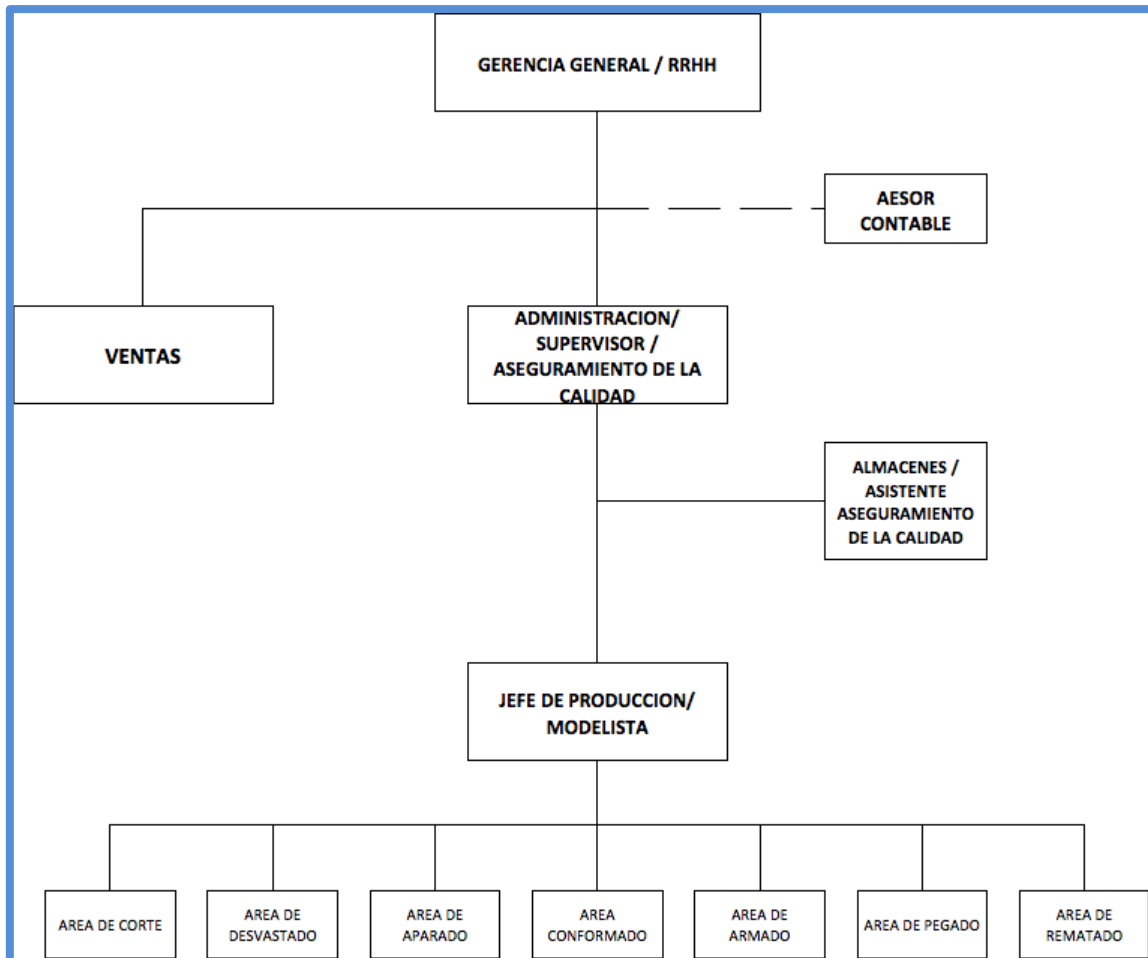 GERENCIA GENERAL / RRHH
AESOR
CONTABLE
VENTAS
ADMINISTRACION/
SUPERVISOR /
ASEGURAMIENTO DE LA
CALIDAD
ALMACENES /
ASISTENTE
ASEGURAMIENTO
DE LA CALIDAD
JEFE DE PRODUCCION/
MODELISTA
AREA DE CORTE
AREA DE
DESVASTADO
AREA DE
APARADO
AREA
CONFORMADO
AREA DE
ARMADO
AREA DE PEGADO
AREA DE
REMATADO